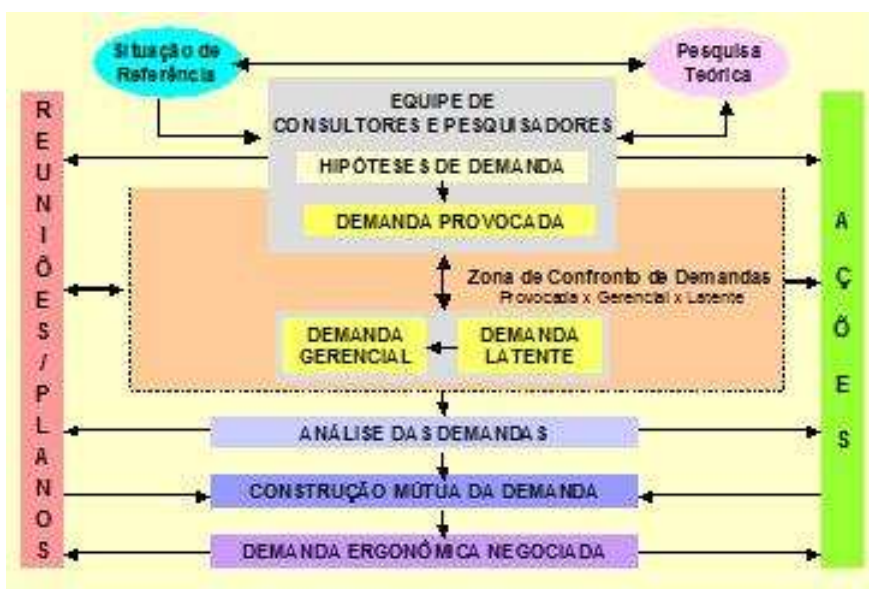 Situação de
Referência
Pesquisa
Teórica
REUNIÕES/PLANOS
EQUIPE DE
CONSULTORES E PESQUISADORES
HIPÓTESES DE DEMANDA
DEMANDA PROVOCADA
Zona de Confronto de Demandas
Provocada x Gerencial x Latente
DEMANDA
GERENCIAL
DEMANDA
LATENTE
AÇÕES
ANÁLISE DAS DEMANDAS
CONSTRUÇÃO MÚTUA DA DEMANDA
DEMANDA ERGONÔMICA NEGOCIADA